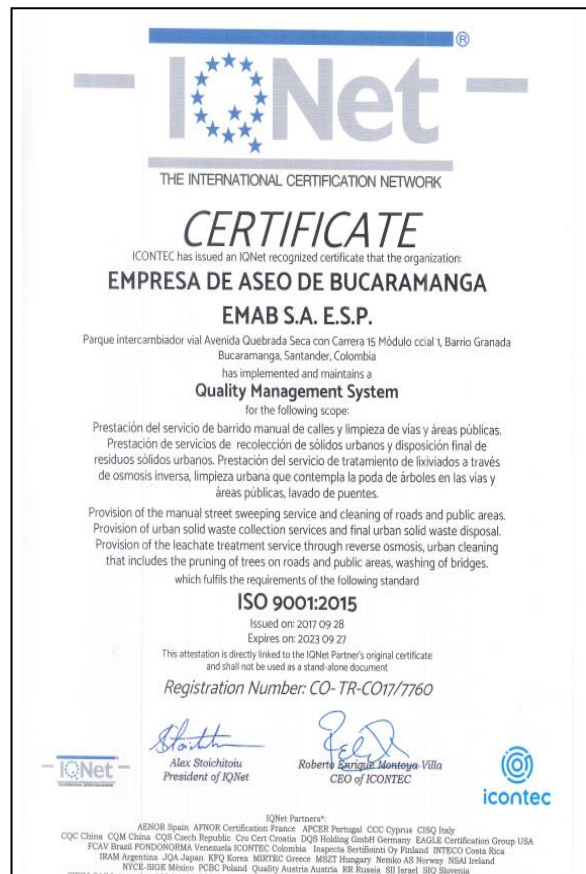 IQNet®
THE INTERNATIONAL CERTIFICATION NETWORK
CERTIFICATE
ICONTEC has issued an IQNet recognized certificate that the organization:
EMPRESA DE ASEO DE BUCARAMANGA
EMAB S.A. E.S.P.
Parque intercambiador vial Avenida Quebrada Seca con Carrera 15 Módulo ccial 1, Barrio Granada
Bucaramanga, Santander, Colombia
has implemented and maintains a
Quality Management System
for the following scope:
Prestación del servicio de barrido manual de calles y limpieza de vías y áreas públicas.
Prestación de servicios de recolección de sólidos urbanos y disposición final de
residuos sólidos urbanos. Prestación del servicio de tratamiento de lixiviados a través
de osmosis inversa, limpieza urbana que contempla la poda de árboles en las vias y
áreas públicas, lavado de puentes.
Provision of the manual street sweeping service and cleaning of roads and public areas.
Provision of urban solid waste collection services and final urban solid waste disposal.
Provision of the leachate treatment service through reverse osmosis, urban cleaning
that includes the pruning of trees on roads and public areas, washing of bridges.
which fulfils the requirements of the following standard
ISO 9001:2015
Issued on: 2017 09 28
Expires on: 2023 09 27
This attestation is directly linked to the IQNet Partner's original certificate
and shall not be used as a stand-alone document
Registration Number: CO-TR-CO17/7760
Alex Stoichitoiu
President of IQNet
Roberto Enrique Montoya Villa
CEO of ICONTEC
IQNet
icontec
IQNet Partners*:
AENOR Spain AFNOR Certification France APCER Portugal CCC Cyprus CISQ Italy
CQC China CQM China CQS Czech Republic Cro Cert Croatia DQS Holding GmbH Germany EAGLE Certification Group USA
FCAV Brazil FONDONORMA Venezuela ICONTEC Colombia Inspecta Sertifiointi Oy Finland INTECO Costa Rica
IRAM Argentina JQA Japan KFQ Korea MIRTEC Greece MSZT Hungary Nemko AS Norway NSAI Ireland
NYCE-SIGE México PCBC Poland Quality Austria Austria RR Russia SII Israel SIQ Slovenia